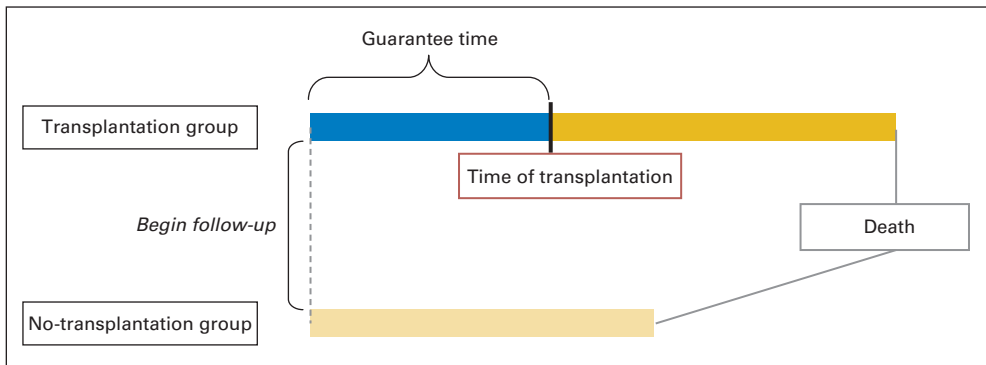 Guarantee time
Transplantation group
Time of transplantation
Begin follow-up
Death
No-transplantation group